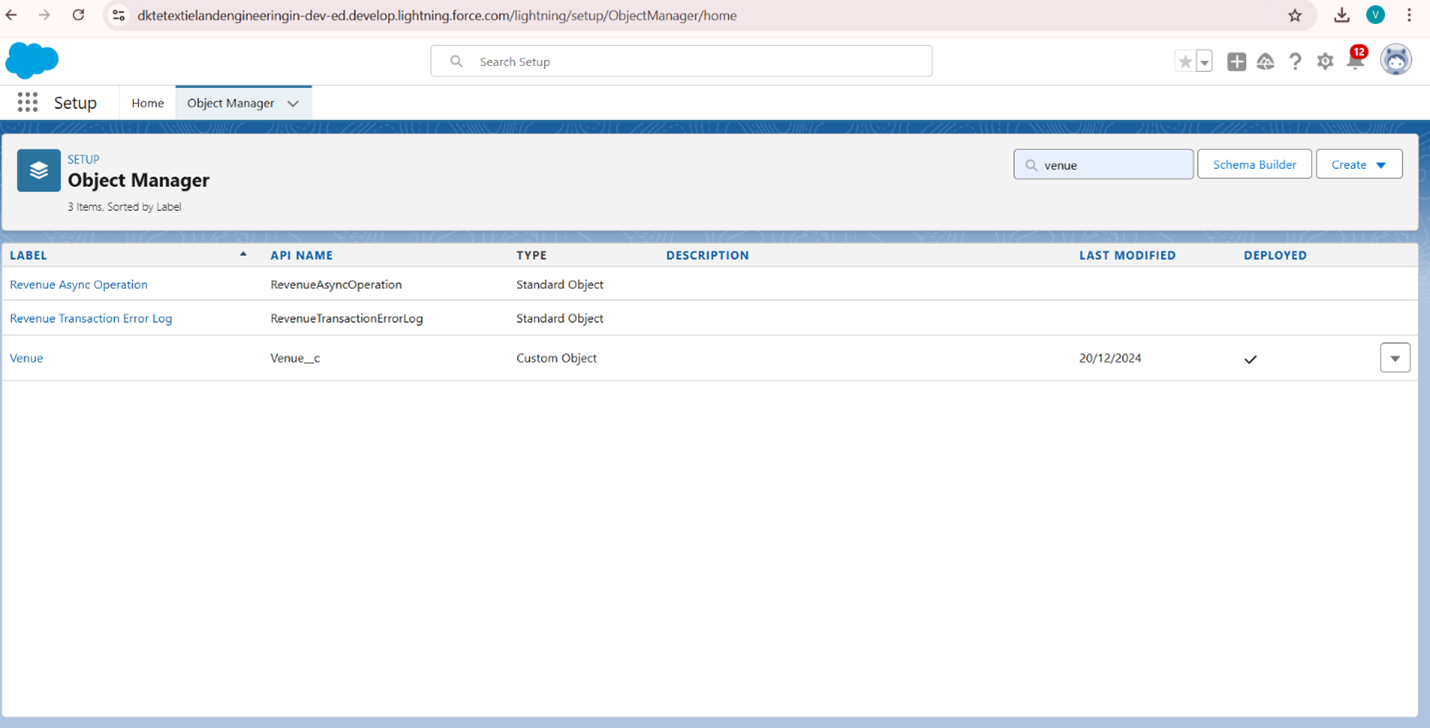 dktetextielandengineeringin-dev-ed.develop.lightning.force.com/lightning/setup/ObjectManager/home
V
Search Setup
12
Setup Home Object Manager
SETUP
Object Manager
3 Items, Sorted by Label
venue
Schema Builder
Create
LABEL API NAME TYPE DESCRIPTION LAST MODIFIED DEPLOYED
Revenue Async Operation RevenueAsyncOperation Standard Object
Revenue Transaction Error Log RevenueTransactionErrorLog Standard Object
Venue Venue__c Custom Object 20/12/2024